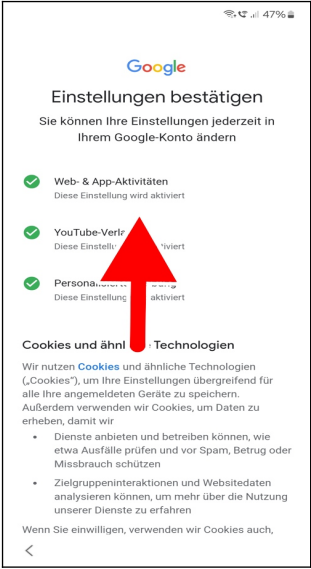 47%
Google
Einstellungen bestätigen
Sie können Ihre Einstellungen jederzeit in
Ihrem Google-Konto ändern
Web- & App-Aktivitäten
Diese Einstellung wird aktiviert
YouTube-Verla
Diese Einstellu iviert
Personalisierte bung
Diese Einstellung aktiviert
Cookies und ähnl Technologien
Wir nutzen Cookies und ähnliche Technologien
(„Cookies"), um Ihre Einstellungen übergreifend für
alle Ihre angemeldeten Geräte zu speichern.
Außerdem verwenden wir Cookies, um Daten zu
erheben, damit wir
• Dienste anbieten und betreiben können, wie
etwa Ausfälle prüfen und vor Spam, Betrug oder
Missbrauch schützen
• Zielgruppeninteraktionen und Websitedaten
analysieren können, um mehr über die Nutzung
unserer Dienste zu erfahren
Wenn Sie einwilligen, verwenden wir Cookies auch,